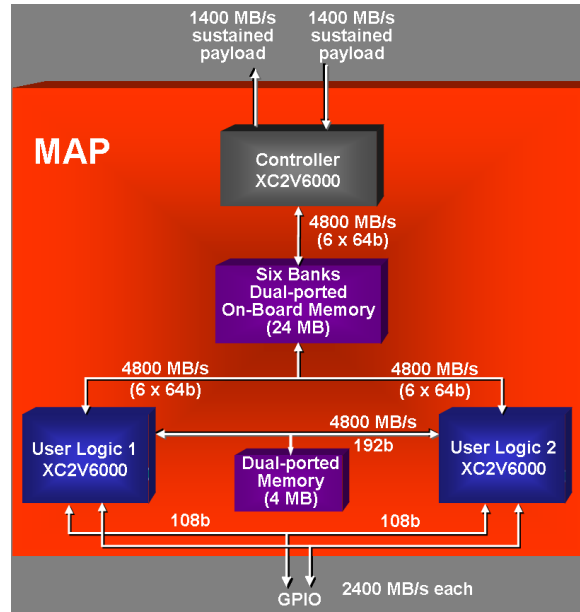 1400 MB/s
sustained
payload
1400 MB/s
sustained
payload
MAP
Controller
XC2V6000
4800 MB/s
(6 x 64b)
Six Banks
Dual-ported
On-Board Memory
(24 MB)
4800 MB/s
(6 x 64b)
4800 MB/s
(6 x 64b)
User Logic 1
XC2V6000
4800 MB/s
192b
User Logic 2
XC2V6000
Dual-ported
Memory
(4 MB)
108b
108b
GPIO
2400 MB/s each